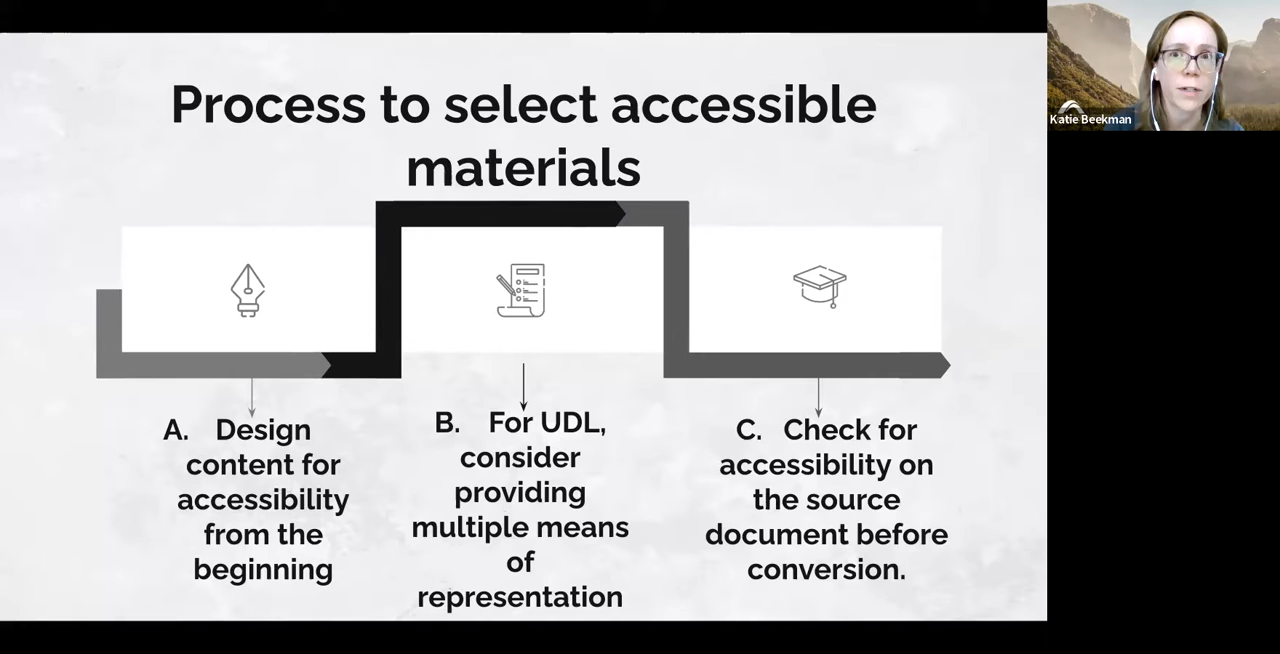 Process to select accessible
materials
A. Design
content for
accessibility
from the
beginning
B. For UDL,
consider
providing
multiple means
of
representation
C. Check for
accessibility on
the source
document before
conversion.
Katie Beekman